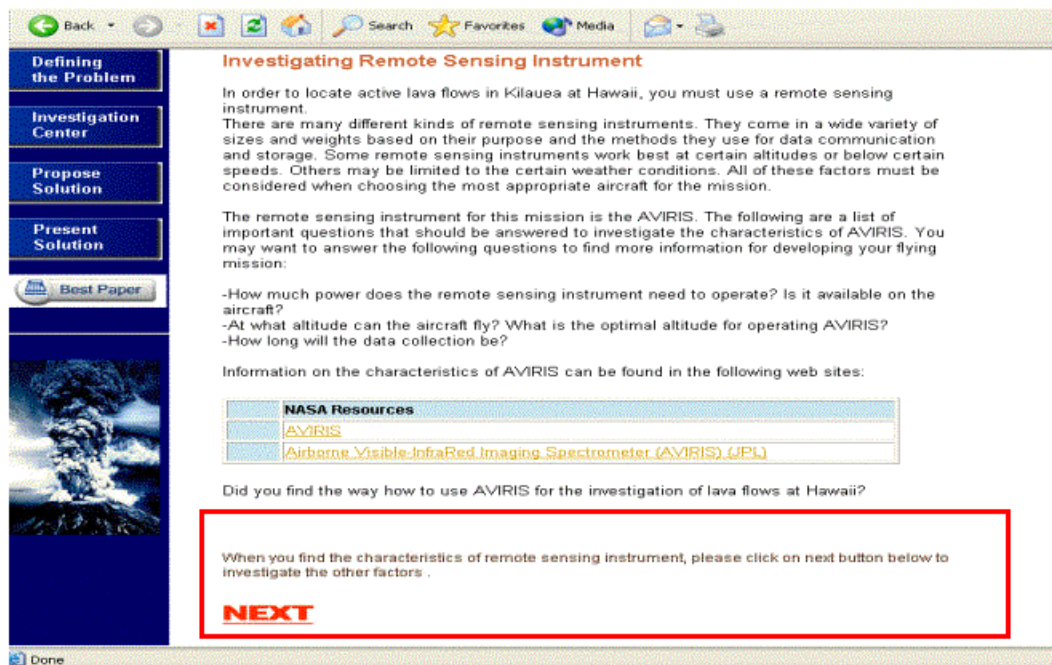 Back
Search
Favorites
Media
Defining
the Problem
Investigation
Center
Propose
Solution
Present
Solution
Best Paper
Investigating Remote Sensing Instrument
In order to locate active lava flows in Kilauea at Hawaii, you must use a remote sensing
instrument.
There are many different kinds of remote sensing instruments. They come in a wide variety of
sizes and weights based on their purpose and the methods they use for data communication
and storage. Some remote sensing instruments work best at certain altitudes or below certain
speeds. Others may be limited to the certain weather conditions. All of these factors must be
considered when choosing the most appropriate aircraft for the mission.
The remote sensing instrument for this mission is the AVIRIS. The following are a list of
important questions that should be answered to investigate the characteristics of AVIRIS. You
may want to answer the following questions to find more information for developing your flying
mission:
-How much power does the remote sensing instrument need to operate? Is it available on the
aircraft?
-At what altitude can the aircraft fly? What is the optimal altitude for operating AVIRIS?
-How long will the data collection be?
Information on the characteristics of AVIRIS can be found in the following web sites:
NASA Resources
AVIRIS
Airborne Visible-InfraRed Imaging Spectrometer (AVIRIS) (JPL)
Did you find the way how to use AVIRIS for the investigation of lava flows at Hawaii?
When you find the characteristics of remote sensing instrument, please click on next button below to
investigate the other factors .
NEXT
Done